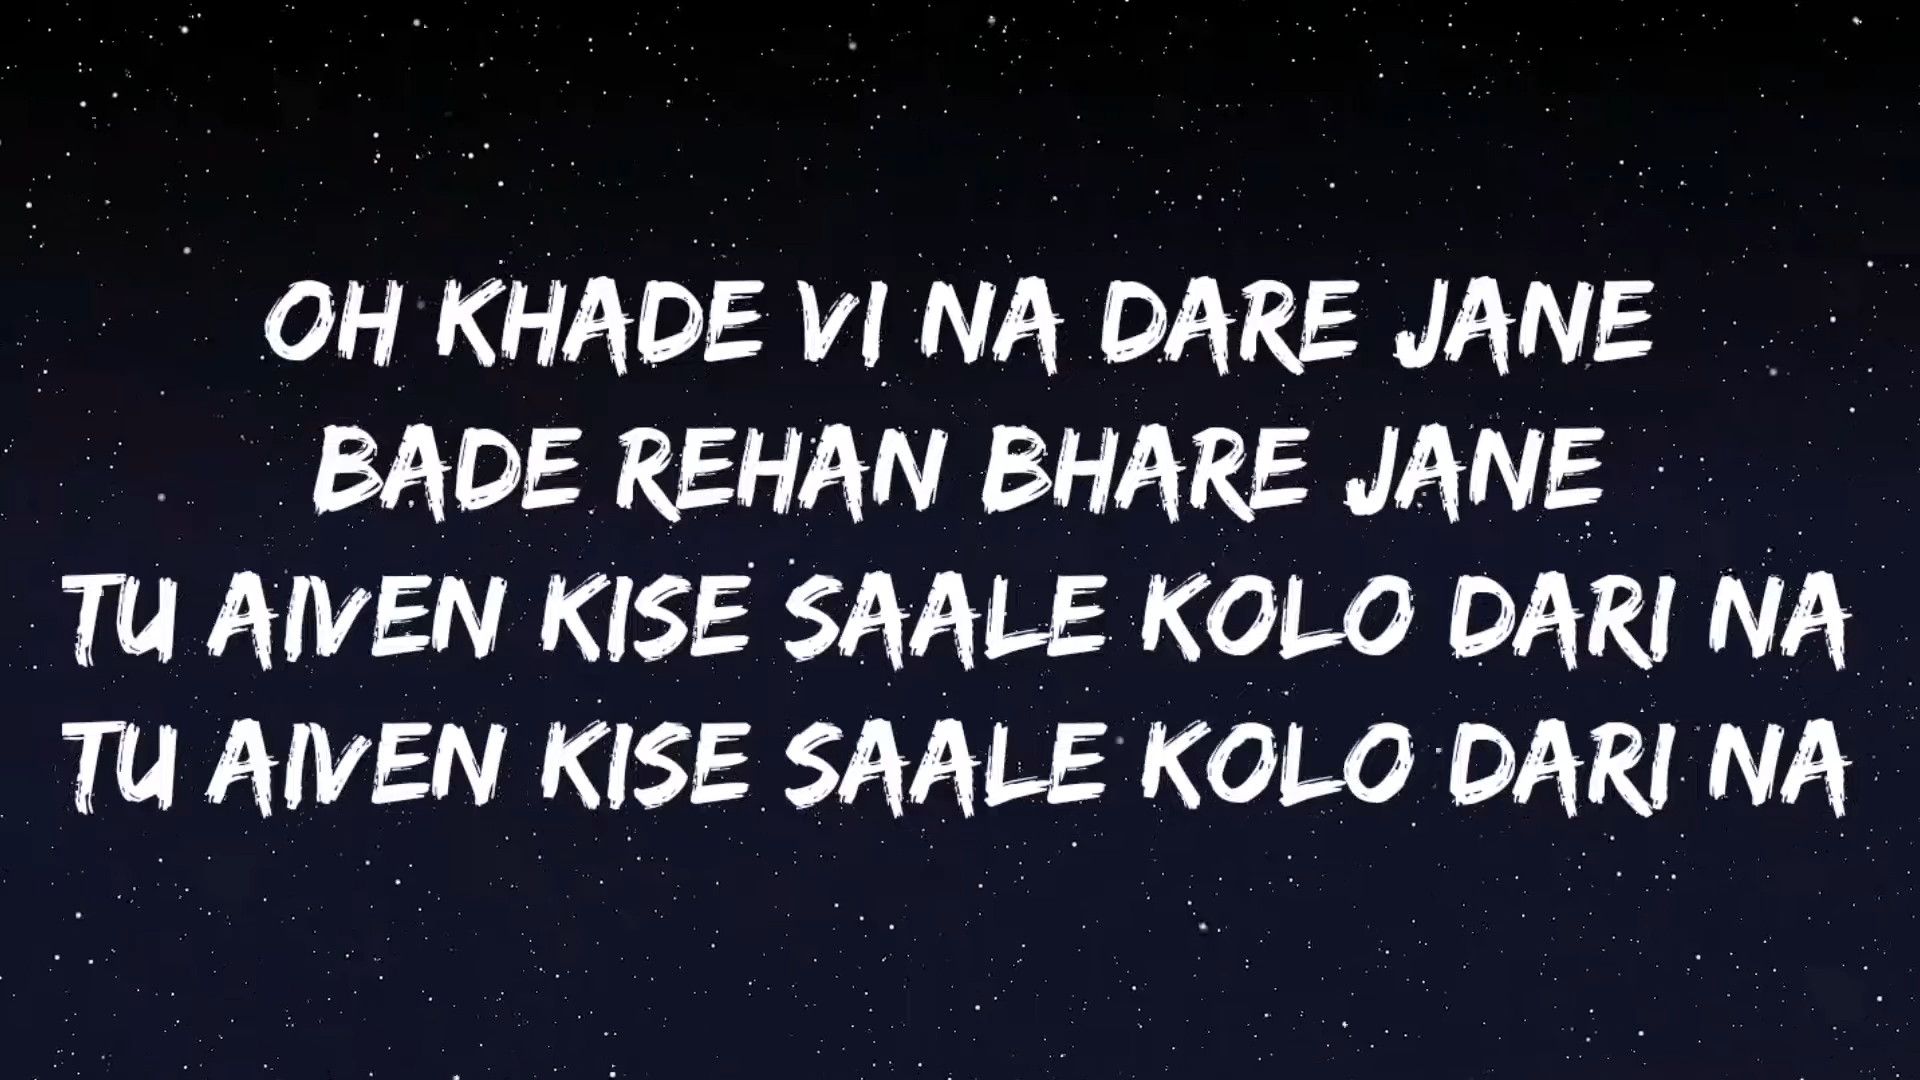 OH KHADE VI NA DARE JANE
BADE REHAN BHARE JANE
TU AIVEN KISE SAALE KOLO DARI NA
TU AIVEN KISE SAALE KOLO DARI NA